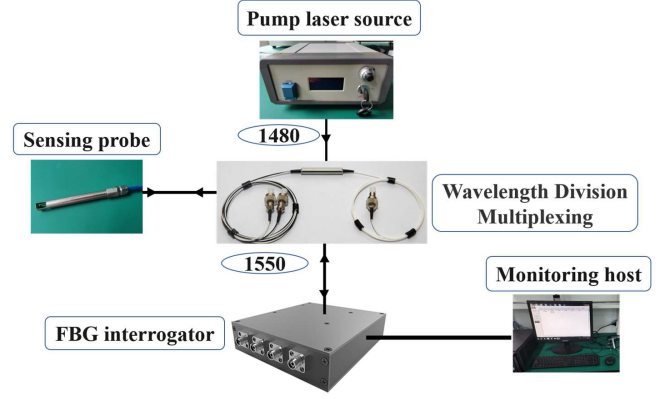 Pump laser source
1480
Sensing probe
Wavelength Division
Multiplexing
1550
Monitoring host
FBG interrogator